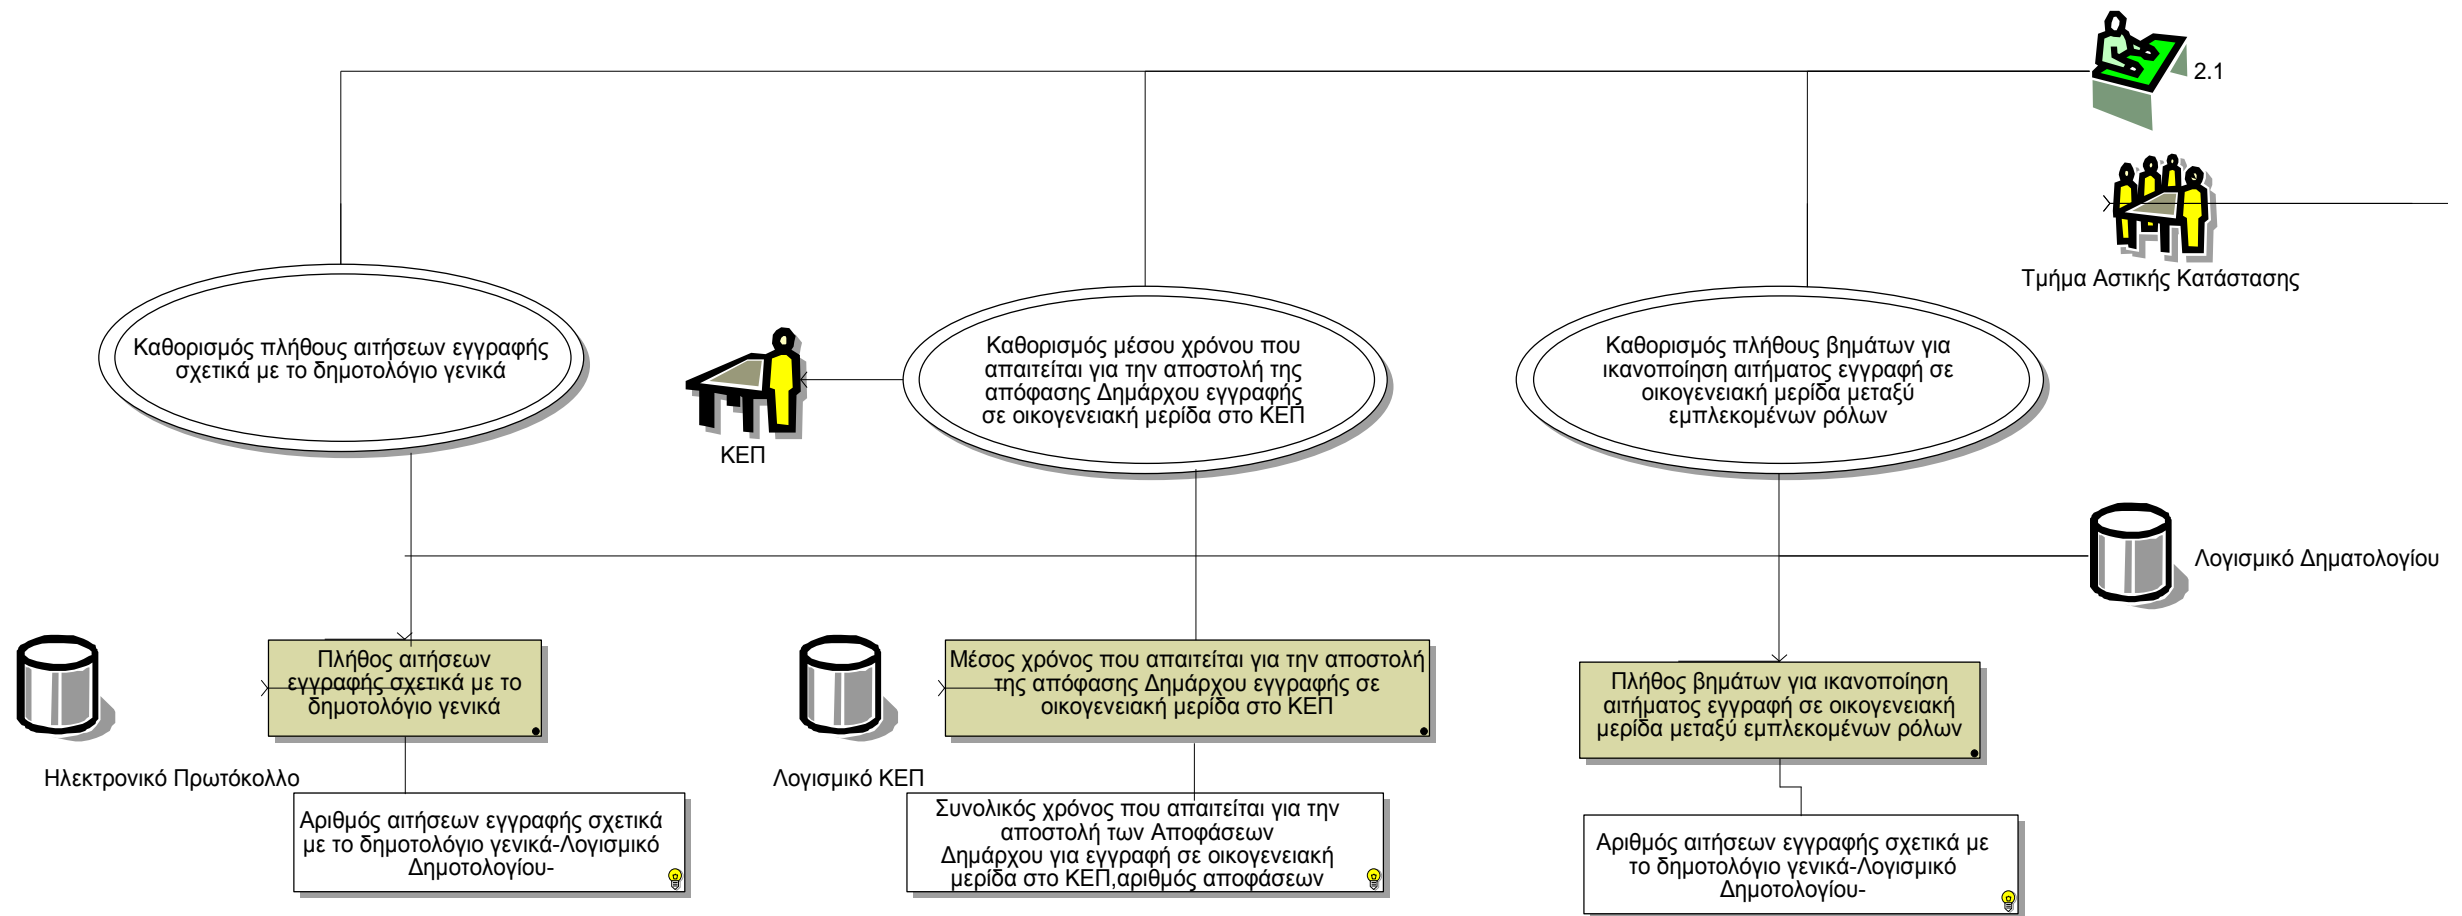 2.1
Τμήμα Αστικής Κατάστασης
Καθορισμός πλήθους αιτήσεων εγγραφής
σχετικά με το δημοτολόγιο γενικά
ΚΕΠ
Καθορισμός μέσου χρόνου που
απαιτείται για την αποστολή της
απόφασης Δημάρχου εγγραφής
σε οικογενειακή μερίδα στο ΚΕΠ
Καθορισμός πλήθους βημάτων για
ικανοποίηση αιτήματος εγγραφή σε
οικογενειακή μερίδα μεταξύ
εμπλεκομένων ρόλων
Λογισμικό Δηματολογίου
Ηλεκτρονικό Πρωτόκολλο
Πλήθος αιτήσεων
εγγραφής σχετικά με το
δημοτολόγιο γενικά
Λογισμικό ΚΕΠ
Μέσος χρόνος που απαιτείται για την αποστολή
της απόφασης Δημάρχου εγγραφής σε
οικογενειακή μερίδα στο ΚΕΠ
Πλήθος βημάτων για ικανοποίηση
αιτήματος εγγραφή σε οικογενειακή
μερίδα μεταξύ εμπλεκομένων ρόλων
Αριθμός αιτήσεων εγγραφής σχετικά
με το δημοτολόγιο γενικά-Λογισμικό
Δημοτολογίου-
Συνολικός χρόνος που απαιτείται για την
αποστολή των Αποφάσεων
Δημάρχου για εγγραφή σε οικογενειακή
μερίδα στο ΚΕΠ,αριθμός αποφάσεων
Αριθμός αιτήσεων εγγραφής σχετικά με
το δημοτολόγιο γενικά-Λογισμικό
Δημοτολογίου-